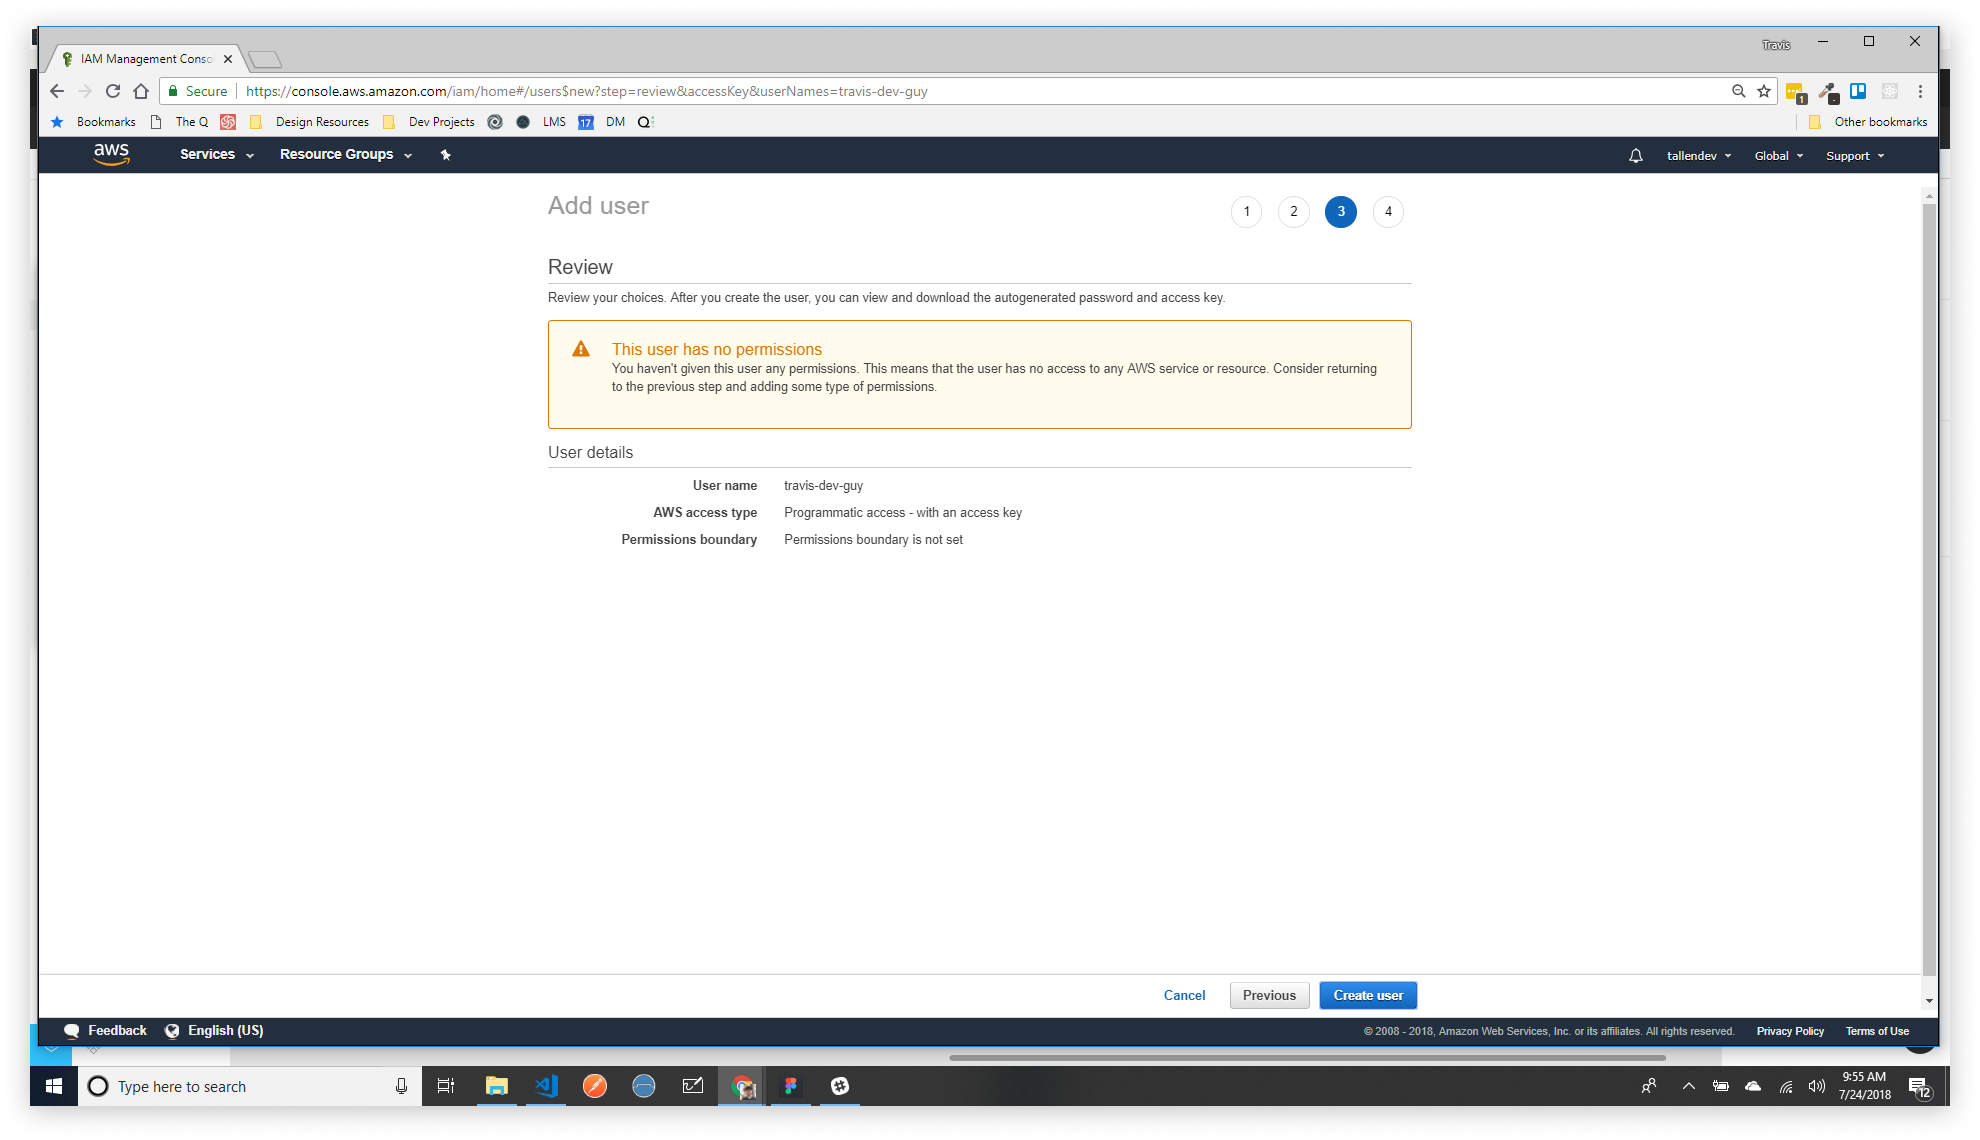 Travis
IAM Management Conso
Secure https://console.aws.amazon.com/iam/home#/users$new?step=review&accessKey&userNames=travis-dev-guy
1
Bookmarks The Q Design Resources Dev Projects LMS 17 DM Q Other bookmarks
aws Services Resource Groups tallendev Global Support
Add user 1 2 3 4
Review
Review your choices. After you create the user, you can view and download the autogenerated password and access key.
This user has no permissions
You haven't given this user any permissions. This means that the user has no access to any AWS service or resource. Consider returning
to the previous step and adding some type of permissions.
User details
User name travis-dev-guy
AWS access type Programmatic access - with an access key
Permissions boundary Permissions boundary is not set
Cancel Previous Create user
Feedback English (US) © 2008 - 2018, Amazon Web Services, Inc. or its affiliates. All rights reserved. Privacy Policy Terms of Use
Type here to search 9:55 AM
7/24/2018 12